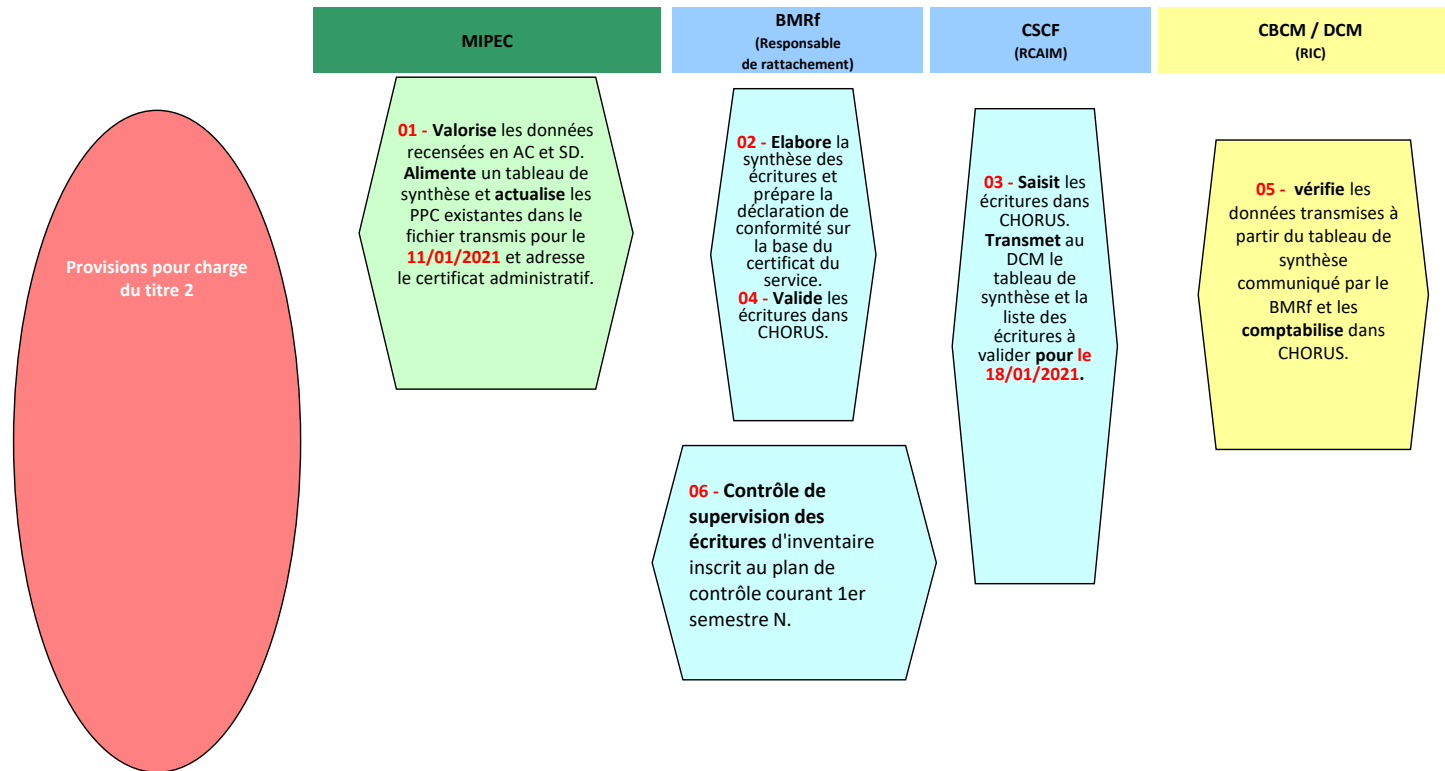 MIPEC
BMRf
(Responsable
de rattachement)
CSCF
(RCAIM)
CBCM / DCM
(RIC)
Provisions pour charge
du titre 2
01 - Valorise les données
recensées en AC et SD.
Alimente un tableau de
synthèse et actualise les
PPC existantes dans le
fichier transmis pour le
11/01/2021 et adresse
le certificat administratif.
02 - Elabore la
synthèse des
écritures et
prépare la
déclaration de
conformité sur
la base du
certificat du
service.
04 - Valide les
écritures dans
CHORUS.
03 - Saisit les
écritures dans
CHORUS.
Transmet au
DCM le
tableau de
synthèse et la
liste des
écritures à
valider pour le
18/01/2021.
05 - vérifie les
données transmises à
partir du tableau de
synthèse
communiqué par le
BMRf et les
comptabilise dans
CHORUS.
06 - Contrôle de
supervision des
écritures d'inventaire
inscrit au plan de
contrôle courant 1er
semestre N.